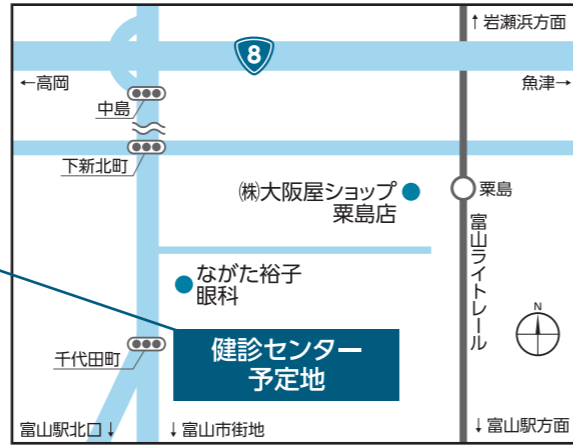 ↑岩瀬浜方面
8
←高岡
魚津→
中島
下新北町
㈱大阪屋ショップ
粟島店
粟島
富山ライトレール
ながた裕子
眼科
N
千代田町
健診センター
予定地
富山駅北口↓
↓富山市街地
↓富山駅方面